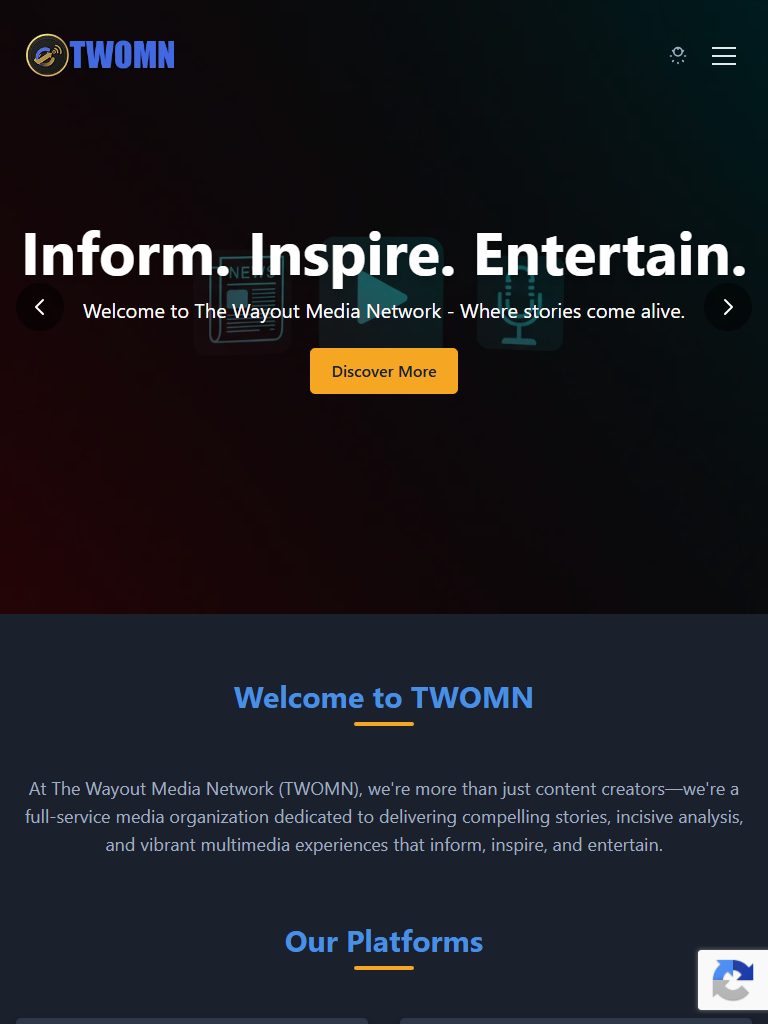 TWOMN
Inform. Inspire. Entertain.
NEWS
Welcome to The Wayout Media Network - Where stories come alive.
Discover More
Welcome to TWOMN
At The Wayout Media Network (TWOMN), we're more than just content creators—we're a
full-service media organization dedicated to delivering compelling stories, incisive analysis,
and vibrant multimedia experiences that inform, inspire, and entertain.
Our Platforms